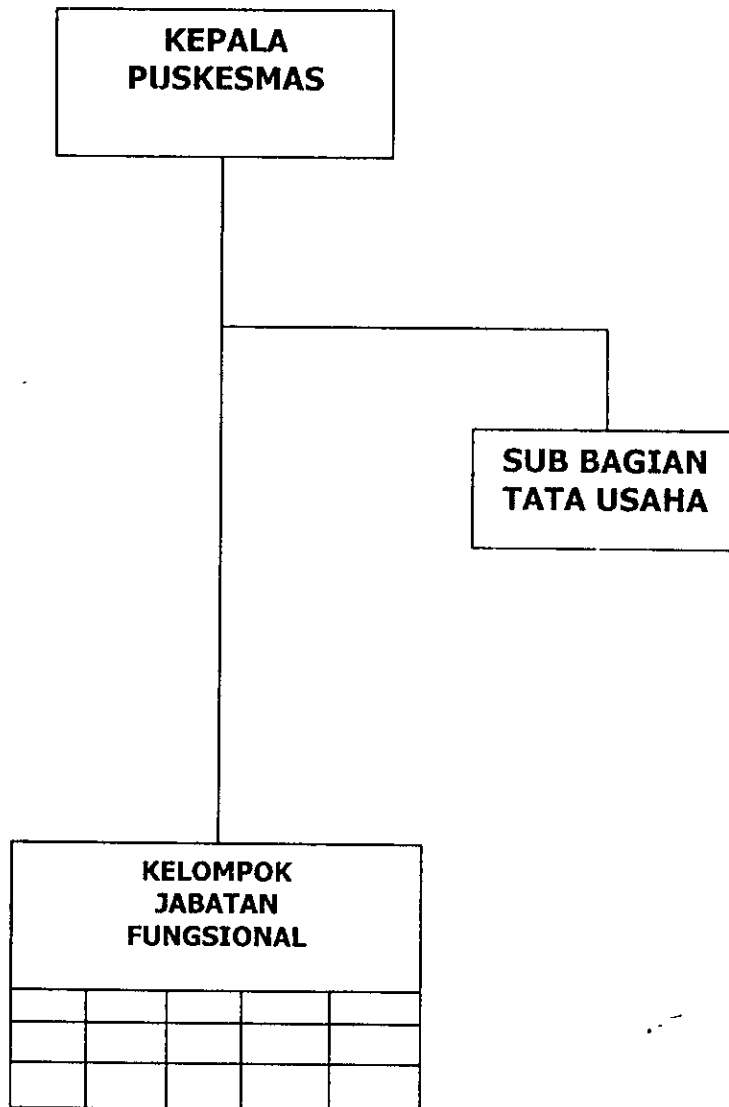 KEPALA
PUSKESMAS
SUB BAGIAN
TATA USAHA
KELOMPOK
JABATAN
FUNGSIONAL